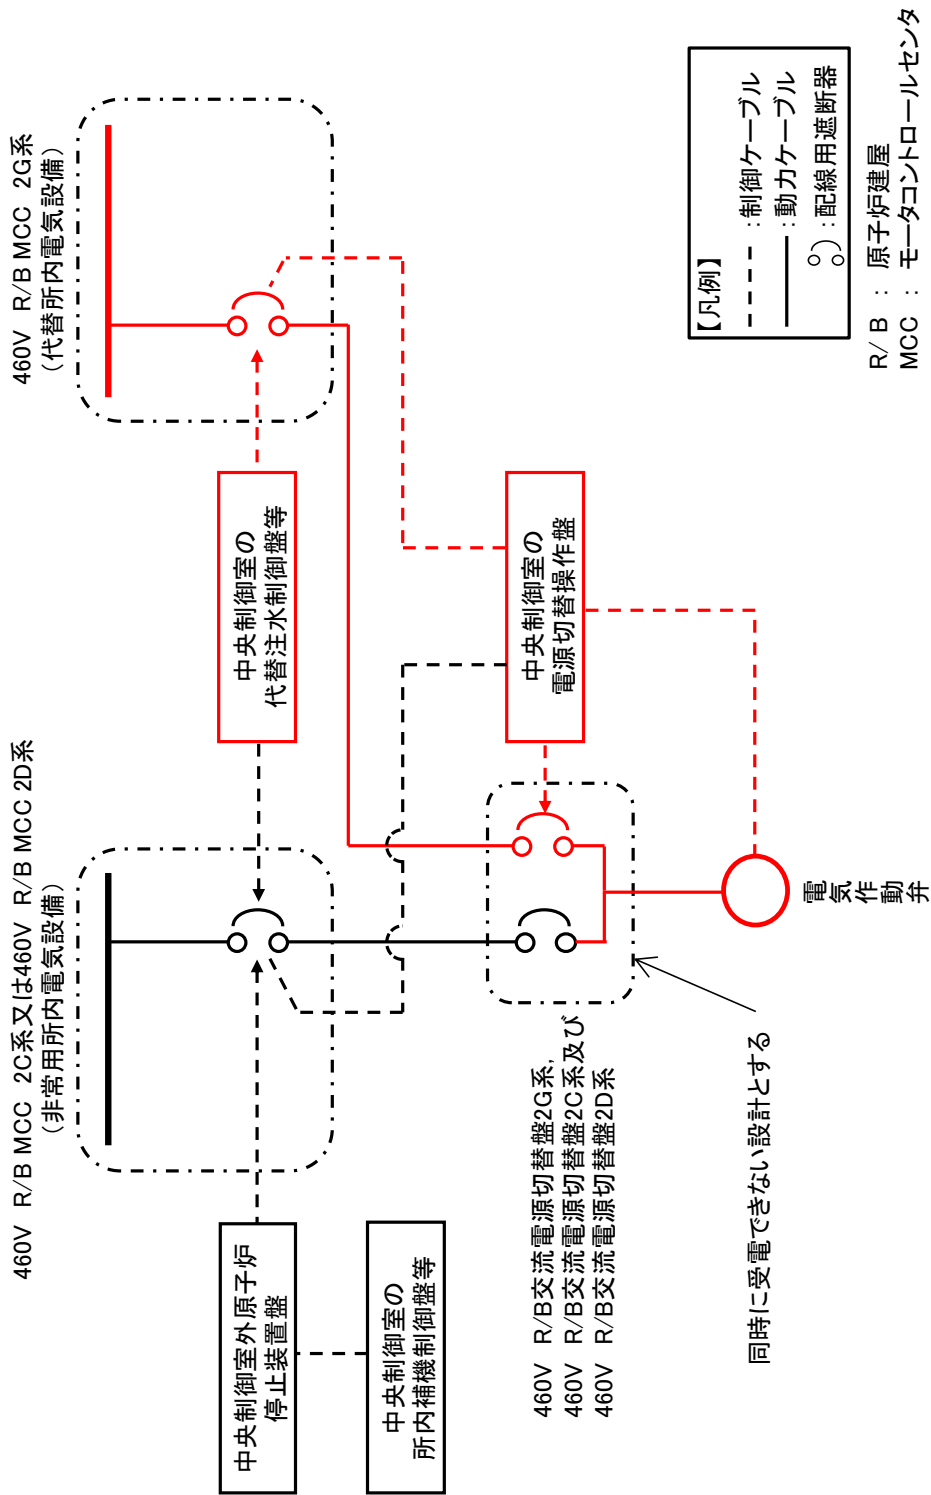 460V R/B MCC 2C系又は460V R/B MCC 2D系
（非常用所内電気設備）
460V R/B MCC 2G系
（代替所内電気設備）
中央制御室外原子炉
停止装置盤
中央制御室の
代替注水制御盤等
中央制御室の
所内補機制御盤等
中央制御室の
電源切替操作盤
460V R/B交流電源切替盤2G系,
460V R/B交流電源切替盤2C系及び
460V R/B交流電源切替盤2D系
同時に受電できない設計とする
電気作動弁
【凡例】
：制御ケーブル
：動力ケーブル
：配線用遮断器
R/B ： 原子炉建屋
MCC ： モータコントロールセンタ